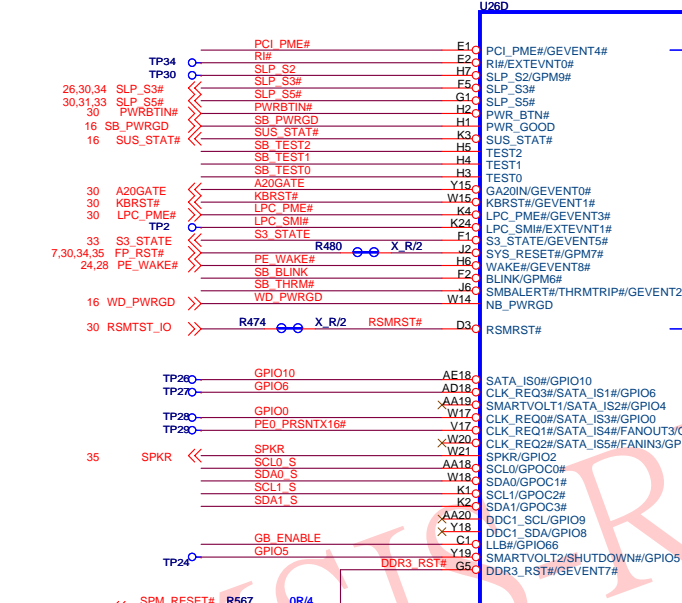 U26D
PCI_PME# E1 PCI_PME#/GEVENT4#
TP34 RI# E2 RI#/EXTEVNT0#
TP30 SLP_S2 H7 SLP_S2/GPM9#
26,30,34 SLP_S3# SLP_S3# F5 SLP_S3#
30,31,33 SLP_S5# SLP_S5# G1 SLP_S5#
30 PWRBTIN# PWRBTIN# H2 PWR_BTN#
16 SB_PWRGD SB_PWRGD H1 PWR_GOOD
16 SUS_STAT# SUS_STAT# K3 SUS_STAT#
SB_TEST2 H5 TEST2
SB_TEST1 H4 TEST1
SB_TEST0 H3 TEST0
30 A20GATE A20GATE Y15 GA20IN/GEVENT0#
30 KBRST# KBRST# W15 KBRST#/GEVENT1#
30 LPC_PME# LPC_PME# K4 LPC_PME#/GEVENT3#
TP2 LPC_SMI# K24 LPC_SMI#/EXTEVNT1#
33 S3_STATE S3_STATE F1 S3_STATE/GEVENT5#
7,30,34,35 FP_RST# R480 X_R/2 J2 SYS_RESET#/GPM7#
24,28 PE_WAKE# PE_WAKE# H6 WAKE#/GEVENT8#
SB_BLINK F2 BLINK/GPM6#
SB_THRM# J6 SMBALERT#/THRMTRIP#/GEVENT2
16 WD_PWRGD WD_PWRGD W14 NB_PWRGD
30 RSMTST_IO R474 X_R/2 RSMRST# D3 RSMRST#
TP26 GPIO10 AE18 SATA_IS0#/GPIO10
TP27 GPIO6 AD18 CLK_REQ3#/SATA_IS1#/GPIO6
AA19 SMARTVOLT1/SATA_IS2#/GPIO4
TP28 GPIO0 W17 CLK_REQ0#/SATA_IS3#/GPIO0
TP29 PE0_PRSNTX16# V17 CLK_REQ1#/SATA_IS4#/FANOUT3/
W20 CLK_REQ2#/SATA_IS5#/FANIN3/GP
35 SPKR SPKR W21 SPKR/GPIO2
SCL0_S AA18 SCL0/GPOC0#
SDA0_S W18 SDA0/GPOC1#
SCL1_S K1 SCL1/GPOC2#
SDA1_S K2 SDA1/GPOC3#
AA20 DDC1_SCL/GPIO9
Y18 DDC1_SDA/GPIO8
GB_ENABLE C1 LLB#/GPIO66
TP24 GPIO5 Y19 SMARTVOLT2/SHUTDOWN#/GPIO5
DDR3_RST# G5 DDR3_RST#/GEVENT7#
SPM_RESET# R567 0R/4